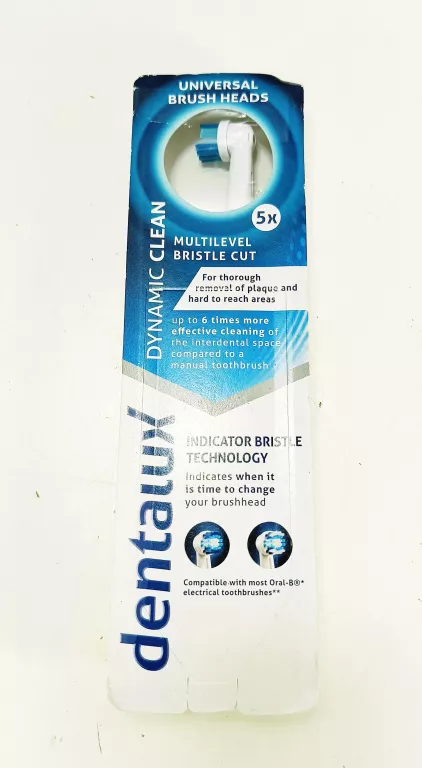 UNIVERSAL
BRUSH HEADS
5x
DYNAMIC CLEAN
MULTILEVEL
BRISTLE CUT
For thorough
removal of plaque and
hard to reach areas
up to 6 times more
effective cleaning of
the interdental space
compared to a
manual toothbrush
dentalux
INDICATOR BRISTLE
TECHNOLOGY
Indicates when it
is time to change
your brushhead
Compatible with most Oral-B®*
electrical toothbrushes**